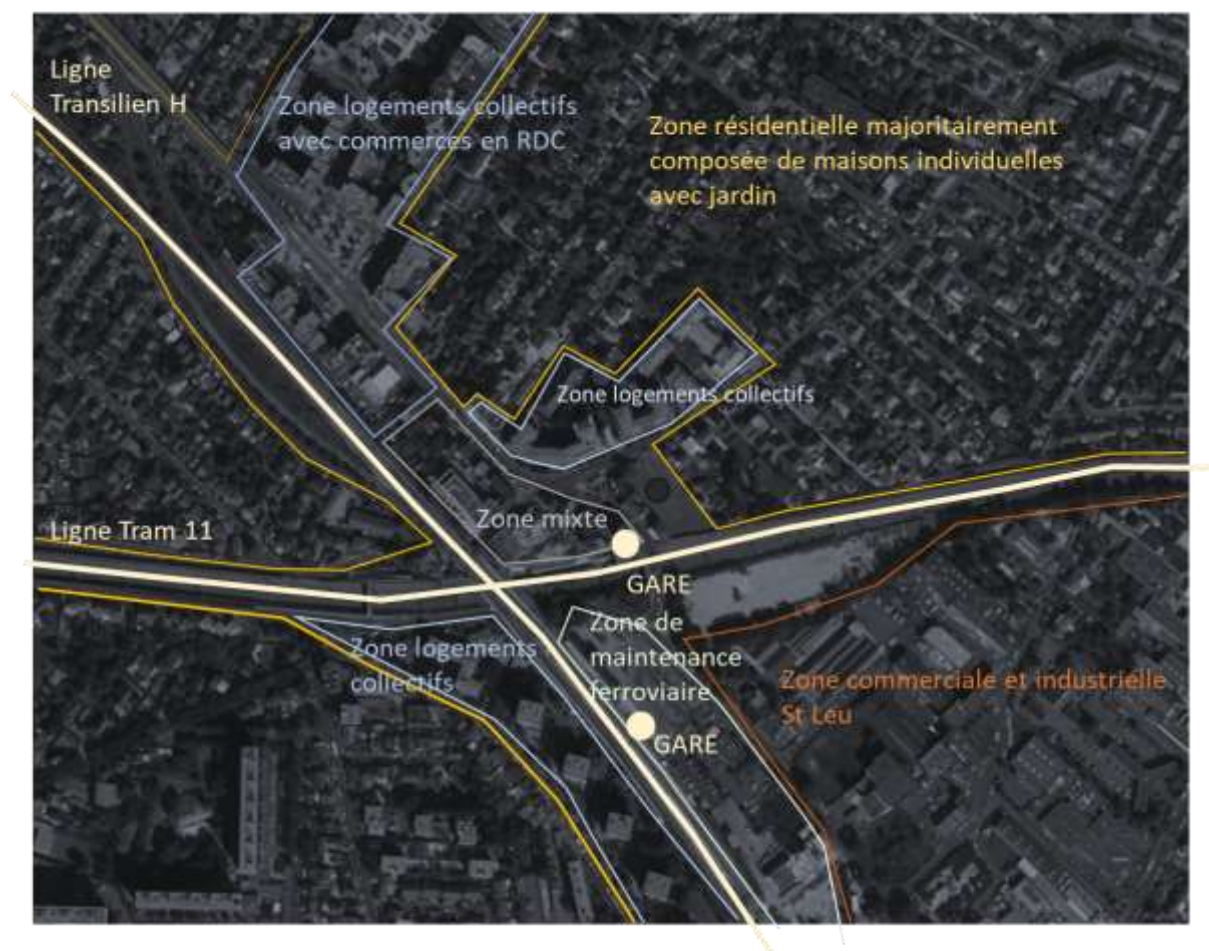 Ligne
Transilien H
Zone logements collectifs
avec commerces en RDC
Zone résidentielle majoritairement
composée de maisons individuelles
avec jardin
Zone logements collectifs
Zone mixte
Ligne Tram 11
GARE
Zone de
maintenance
ferroviaire
Zone logements
collectifs
Zone commerciale et industrielle
St Leu
GARE